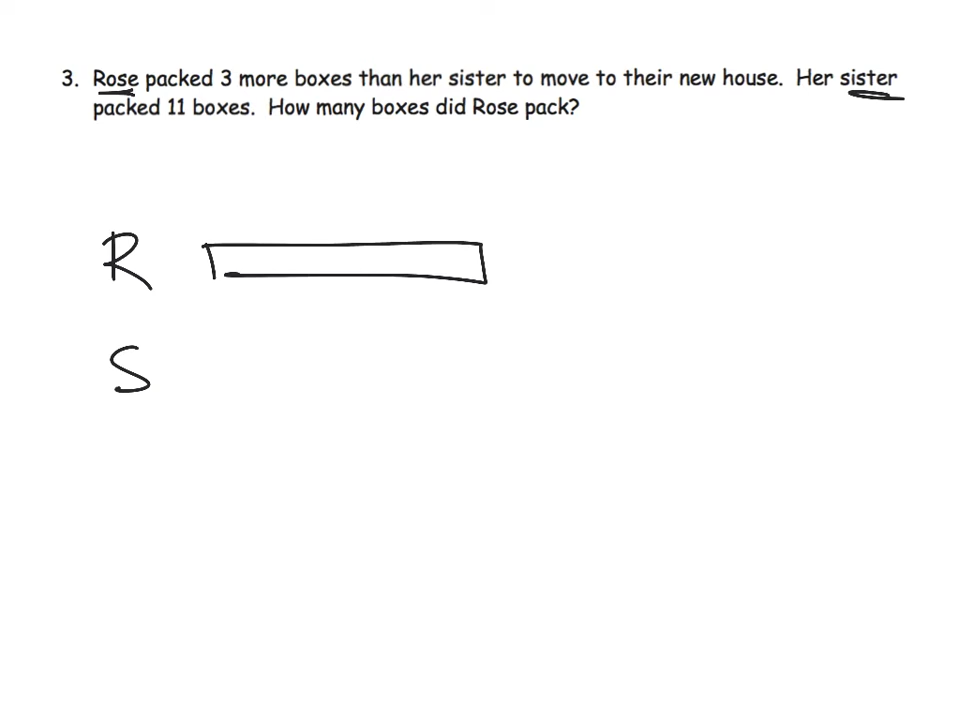 3. Rose packed 3 more boxes than her sister to move to their new house. Her sister
packed 11 boxes. How many boxes did Rose pack?
R
S